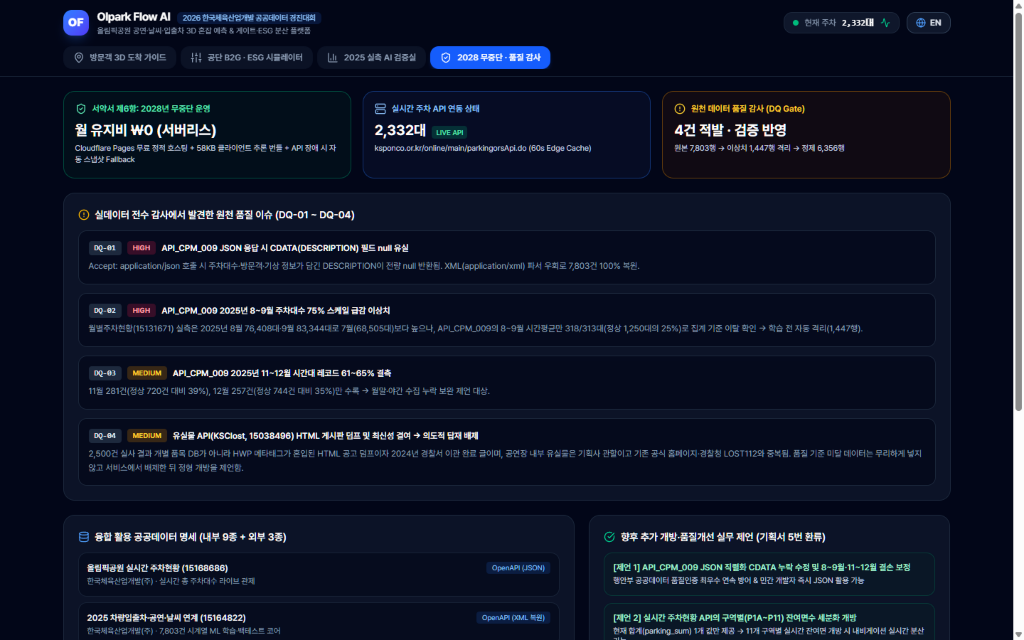 OF
Olpark Flow AI
2026 한국체육산업개발 공공데이터 경진대회
올림픽공원 공연·날씨·입출차 3D 혼잡 예측 & 게이트·ESG 분산 플랫폼
현재 주차 2,332대
EN
방문객 3D 도착 가이드
공단 B2G·ESG 시뮬레이터
2025 실측 AI 검증실
2028 무중단·품질 감사
서약서 제6항: 2028년 무중단 운영
월 유지비 ₩0 (서버리스)
Cloudflare Pages 무료 정적 호스팅 + 58KB 클라이언트 추론 번들 + API 장애 시 자
동 스냅샷 Fallback
실시간 주차 API 연동 상태
2,332대 LIVE API
ksponco.or.kr/online/main/parkingorsApi.do (60s Edge Cache)
원천 데이터 품질 감사 (DQ Gate)
4건 적발 · 검증 반영
원본 7,803행 → 이상치 1,447행 격리 → 정제 6,356행
실데이터 전수 감사에서 발견한 원천 품질 이슈 (DQ-01 ~ DQ-04)
DQ-01 HIGH API_CPM_009 JSON 응답 시 CDATA(DESCRIPTION) 필드 null 유실
Accept: application/json 호출 시 주차대수·방문객·기상 정보가 담긴 DESCRIPTION이 전량 null 반환됨. XML(application/xml) 파서 우회로 7,803건 100% 복원.
DQ-02 HIGH API_CPM_009 2025년 8~9월 주차대수 75% 스케일 급감 이상치
월별주차현황(15131671) 실측은 2025년 8월 76,408대·9월 83,344대로 7월(68,505대)보다 높으나, API_CPM_009의 8~9월 시간평균만 318/313대(정상 1,250대의 25%)로 집계 기준 이탈 확인 → 학습 전 자동 격리(1,447행).
DQ-03 MEDIUM API_CPM_009 2025년 11~12월 시간대 레코드 61~65% 결측
11월 281건(정상 720건 대비 39%), 12월 257건(정상 744건 대비 35%)만 수록 → 월말·야간 수집 누락 보완 제언 대상.
DQ-04 MEDIUM 유실물 API(KSClost, 15038496) HTML 게시판 덤프 및 최신성 결여 → 의도적 탑재 배제
2,500건 실사 결과 개별 품목 DB가 아니라 HWP 메타태그가 혼입된 HTML 공고 덤프이자 2024년 경찰서 이관 완료 글이며, 공연장 내부 유실물은 기획사 관할이고 기존 공식 홈페이지·경찰청 LOST112와 중복됨. 품질 기준 미달 데이터는 무리하게 넣지
않고 서비스에서 배제한 뒤 정형 개방을 제언함.
융합 활용 공공데이터 명세 (내부 9종 + 외부 3종)
올림픽공원 실시간 주차현황 (15168686)
OpenAPI (JSON)
한국체육산업개발(주) · 실시간 총 주차대수 라이브 관제
2025 차량입출차·공연·날씨 연계 (15164822)
OpenAPI (XML 복원)
한국체육산업개발(주) · 7,803건 시계열 ML 학습·백테스트 코어
향후 추가 개방·품질개선 실무 제언 (기획서 5번 환류)
[제언 1] API_CPM_009 JSON 직렬화 CDATA 누락 수정 및 8~9월·11~12월 결손 보정
행안부 공공데이터 품질인증 최우수 연속 방어 & 민간 개발자 즉시 JSON 활용 가능
[제언 2] 실시간 주차현황 API의 구역별(P1A~P11) 잔여면수 세분화 개방
현재 합계(parking_sum) 1개 값만 제공 → 11개 구역별 실시간 잔여면 개방 시 내비게이션 실시간 분산